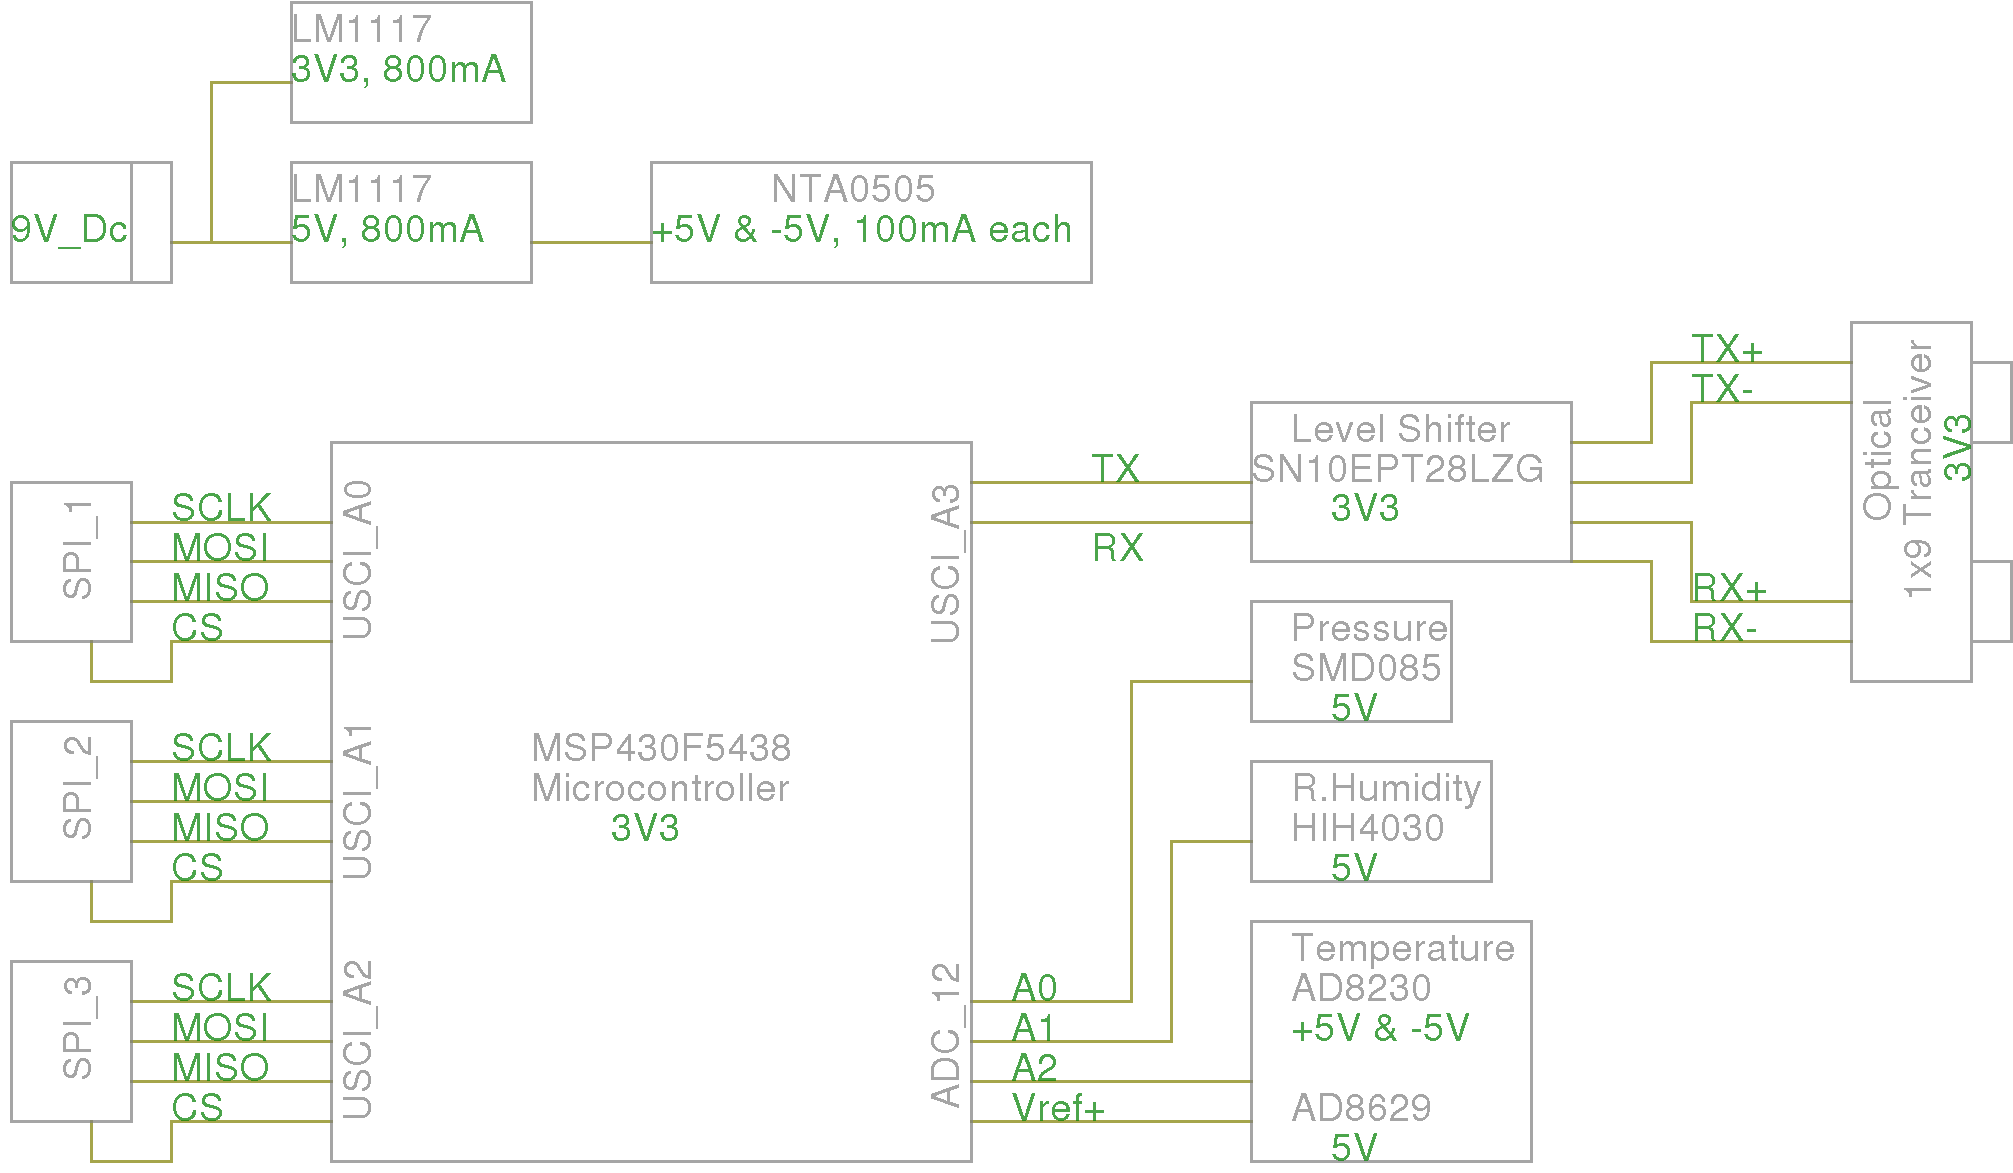 LM1117
3V3, 800mA
9V_Dc
LM1117
5V, 800mA
NTA0505
+5V & -5V, 100mA each
SPI_1
SCLK
MOSI
MISO
CS
USCI_A0
SPI_2
SCLK
MOSI
MISO
CS
USCI_A1
SPI_3
SCLK
MOSI
MISO
CS
USCI_A2
MSP430F5438
Microcontroller
3V3
USCI_A3
TX
RX
Level Shifter
SN10EPT28LZG
3V3
TX+
TX-
RX+
RX-
Optical
1x9 Tranceiver
3V3
Pressure
SMD085
5V
R.Humidity
HIH4030
5V
ADC_12
A0
A1
A2
Vref+
Temperature
AD8230
+5V & -5V
AD8629
5V